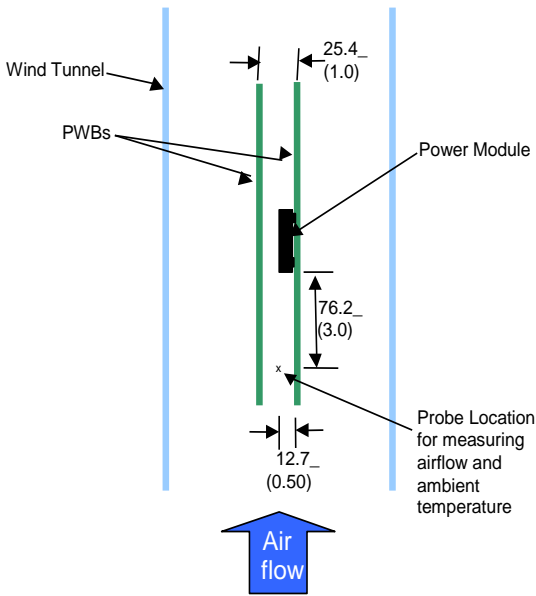 25.4_
(1.0)
Wind Tunnel
PWBs
Power Module
76.2_
(3.0)
x
Probe Location
for measuring
airflow and
ambient
temperature
12.7_
(0.50)
Air
flow